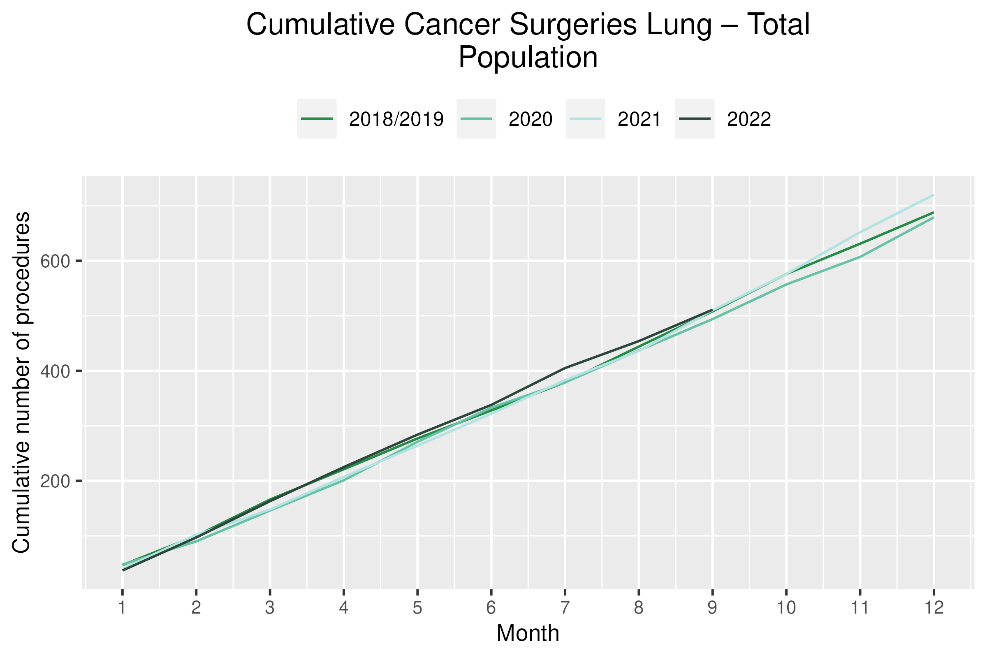 Cumulative Cancer Surgeries Lung – Total
Population
2018/2019 2020 2021 2022
Cumulative number of procedures
600
400
200
1 2 3 4 5 6 7 8 9 10 11 12
Month